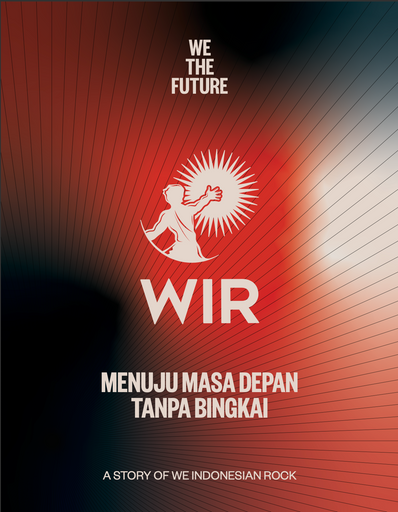 WE
THE
FUTURE
WIR
MENUJU MASA DEPAN
TANPA BINGKAI
A STORY OF WE INDONESIAN ROCK